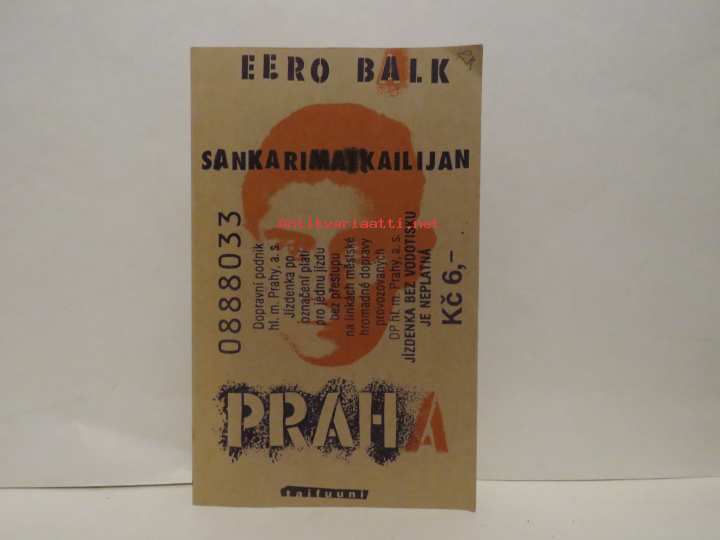 EERO BALK
SANKARIMATKAILIJAN
antikvariaatti.net
0888033
Dopravní podnik
hl. m. Prahy, a. s.
Jízdenka po
označení platí
pro jednu jízdu
bez přestupu
na linkách městské
hromadné dopravy
provozovaných
DP hl. m. Prahy, a. s.
JÍZDENKA BEZ VODOTISKU
JE NEPLATNÁ
Kč 6,–
PRAHA
taifuuni